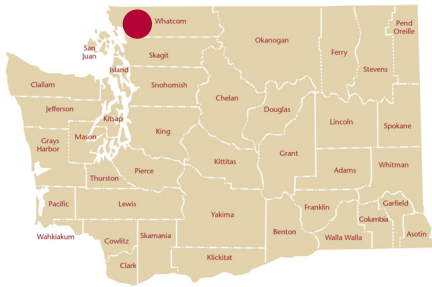 Whatcom
Pend
Oreille
San
Juan
Okanogan
Ferry
Skagit
Stevens
Island
Clallam
Snohomish
Chelan
Jefferson
Douglas
Kitsap
Lincoln
Spokane
Grays
Harbor
Mason
King
Grant
Kittitas
Pierce
Adams
Whitman
Thurston
Pacific
Lewis
Yakima
Franklin
Garfield
Columbia
Wahkiakum
Cowlitz
Skamania
Benton
Walla Walla
Asotin
Klickitat
Clark